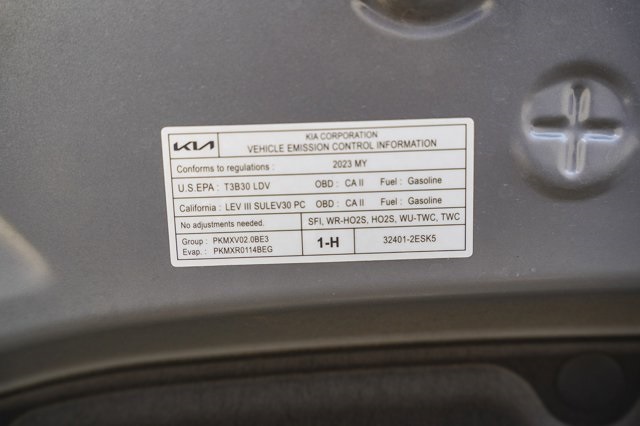 KIA
KIA CORPORATION
VEHICLE EMISSION CONTROL INFORMATION
Conforms to regulations : 2023 MY
U.S.EPA : T3B30 LDV OBD : CA II Fuel : Gasoline
California : LEV III SULEV30 PC OBD : CA II Fuel : Gasoline
No adjustments needed. SFI, WR-HO2S, HO2S, WU-TWC, TWC
Group : PKMXV02.0BE3
Evap. : PKMXR0114BEG
1-H 32401-2ESK5